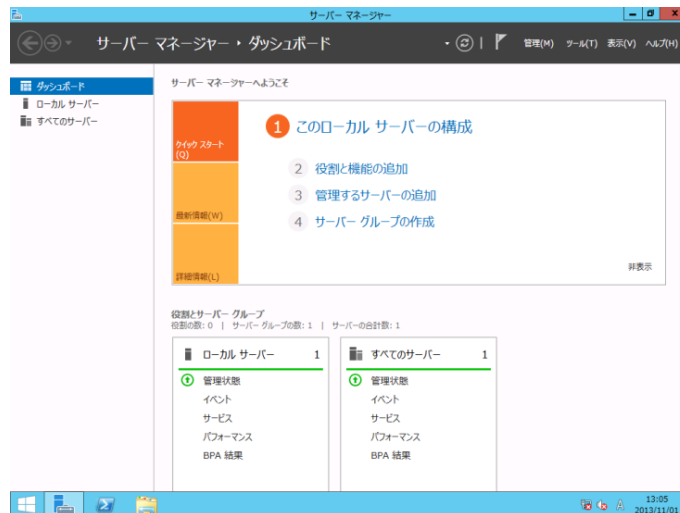 サーバー マネージャー
サーバー マネージャー ・ ダッシュボード
管理(M) ツール(T) 表示(V) ヘルプ(H)
ダッシュボード
ローカル サーバー
すべてのサーバー
サーバー マネージャーへようこそ
クイック スタート
(Q)
最新情報(W)
詳細情報(L)
1 このローカル サーバーの構成
2 役割と機能の追加
3 管理するサーバーの追加
4 サーバー グループの作成
非表示
役割とサーバー グループ
役割の数: 0 | サーバー グループの数: 1 | サーバーの合計数: 1
ローカル サーバー 1
管理状態
イベント
サービス
パフォーマンス
BPA 結果
すべてのサーバー 1
管理状態
イベント
サービス
パフォーマンス
BPA 結果
A
13:05
2013/11/01